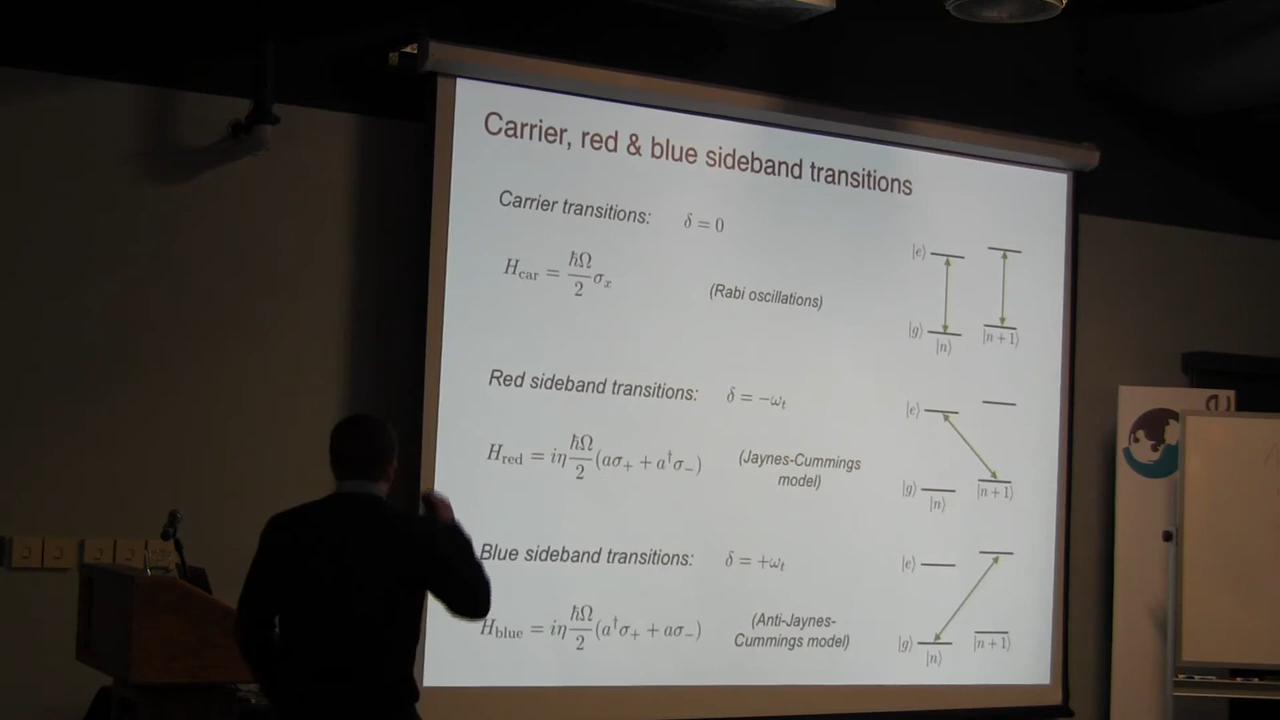 Carrier, red & blue sideband transitions
Carrier transitions: δ = 0
H_car = ħΩ/2 σ_x
(Rabi oscillations)
|e⟩
|g⟩
|n⟩
|n + 1⟩
Red sideband transitions: δ = −ω_t
H_red = iη ħΩ/2 (aσ₊ + a†σ₋)
(Jaynes-Cummings
model)
|e⟩
|g⟩
|n⟩
|n + 1⟩
Blue sideband transitions: δ = +ω_t
H_blue = iη ħΩ/2 (a†σ₊ + aσ₋)
(Anti-Jaynes-
Cummings model)
|e⟩
|g⟩
|n⟩
|n + 1⟩